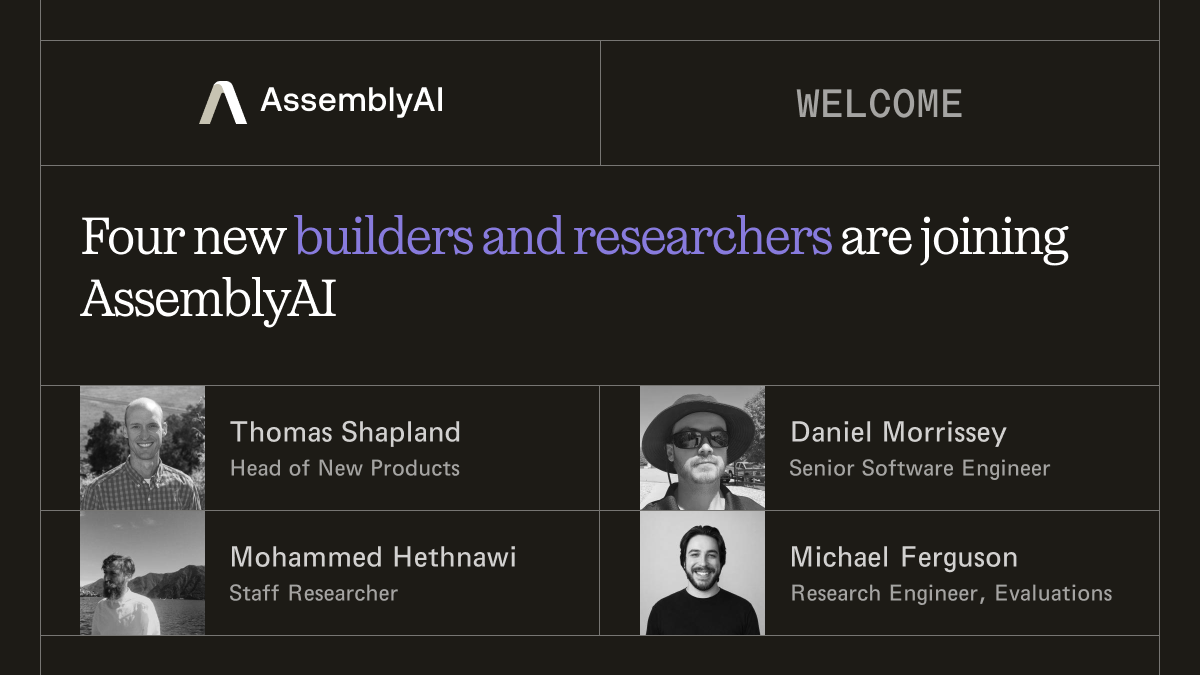 AssemblyAI
WELCOME
Four new builders and researchers are joining
AssemblyAI
Thomas Shapland
Head of New Products
Daniel Morrissey
Senior Software Engineer
Mohammed Hethnawi
Staff Researcher
Michael Ferguson
Research Engineer, Evaluations